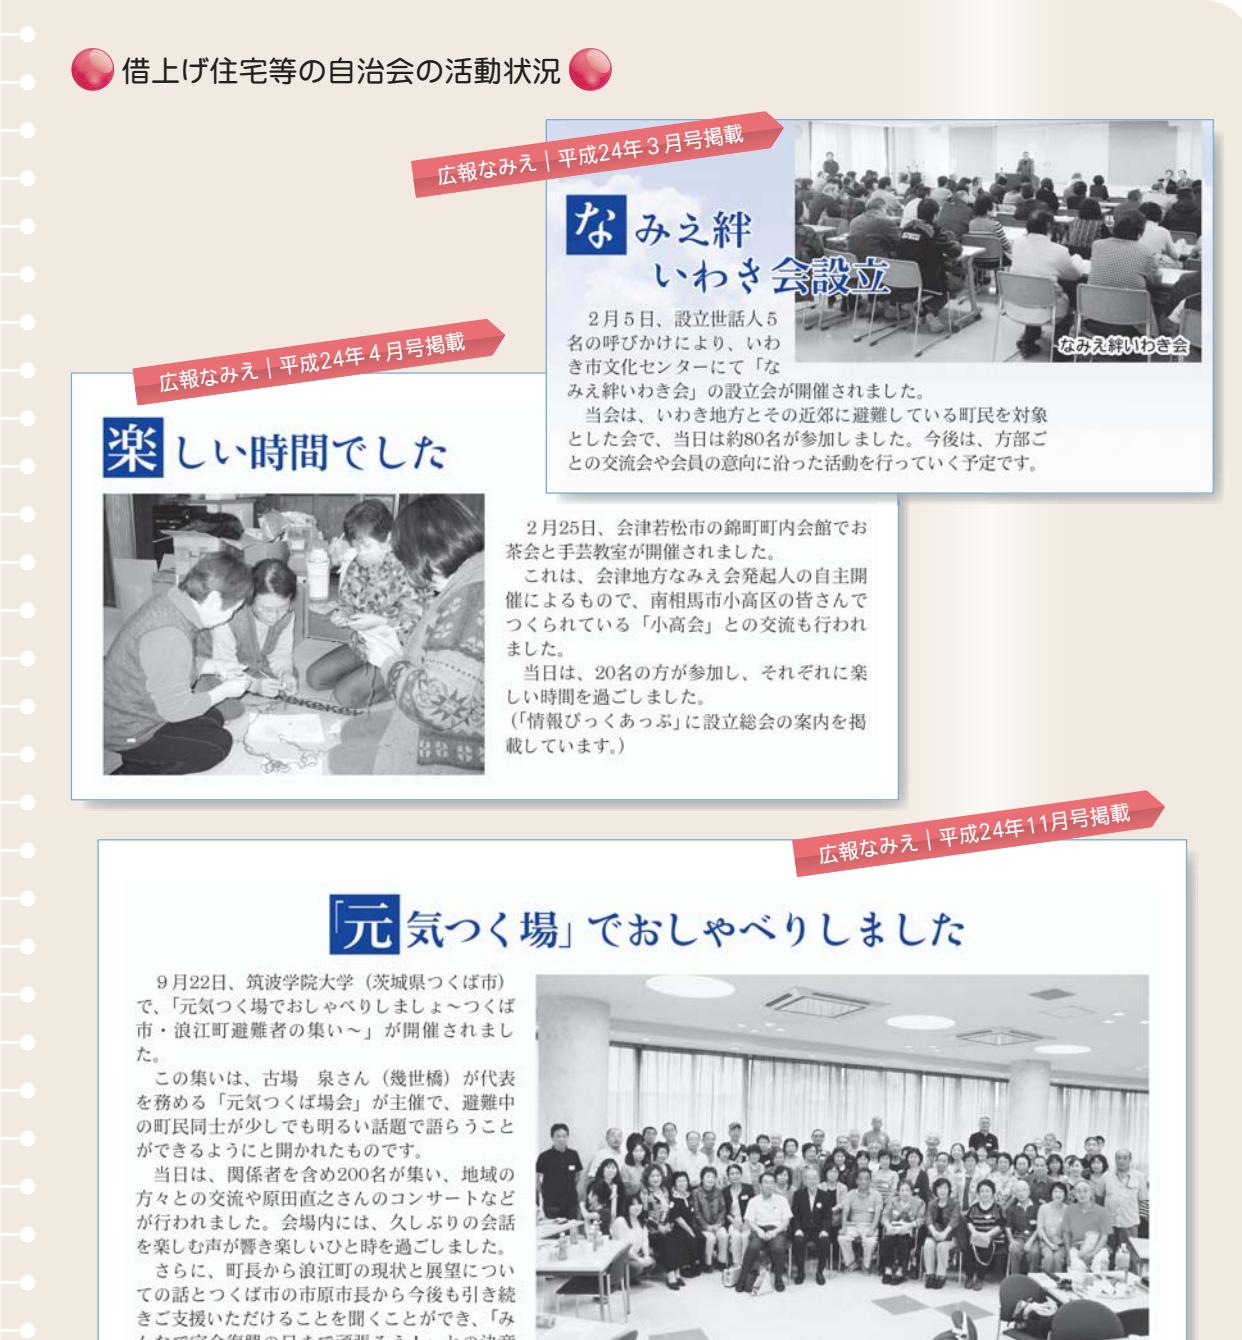 借上げ住宅等の自治会の活動状況
広報なみえ｜平成24年３月号掲載
なみえ絆
いわき会設立
なみえ絆いわき会
２月５日、設立世話人５
名の呼びかけにより、いわ
き市文化センターにて「な
みえ絆いわき会」の設立会が開催されました。
当会は、いわき地方とその近郊に避難している町民を対象
とした会で、当日は約80名が参加しました。今後は、方部ご
との交流会や会員の意向に沿った活動を行っていく予定です。
広報なみえ｜平成24年４月号掲載
楽しい時間でした
２月25日、会津若松市の錦町町内会館でお
茶会と手芸教室が開催されました。
これは、会津地方なみえ会発起人の自主開
催によるもので、南相馬市小高区の皆さんで
つくられている「小高会」との交流も行われ
ました。
当日は、20名の方が参加し、それぞれに楽
しい時間を過ごしました。
（「情報ぴっくあっぷ」に設立総会の案内を掲
載しています。）
広報なみえ｜平成24年11月号掲載
「元気つく場」でおしゃべりしました
９月22日、筑波学院大学（茨城県つくば市）
で、「元気つく場でおしゃべりしましょ～つくば
市・浪江町避難者の集い～」が開催されまし
た。
この集いは、古場　泉さん（幾世橋）が代表
を務める「元気つくば場会」が主催で、避難中
の町民同士が少しでも明るい話題で語らうこと
ができるようにと開かれたものです。
当日は、関係者を含め200名が集い、地域の
方々との交流や原田直之さんのコンサートなど
が行われました。会場内には、久しぶりの会話
を楽しむ声が響き楽しいひと時を過ごしました。
さらに、町長から浪江町の現状と展望につい
ての話とつくば市の市原市長から今後も引き続
きご支援いただけることを聞くことができ、「み